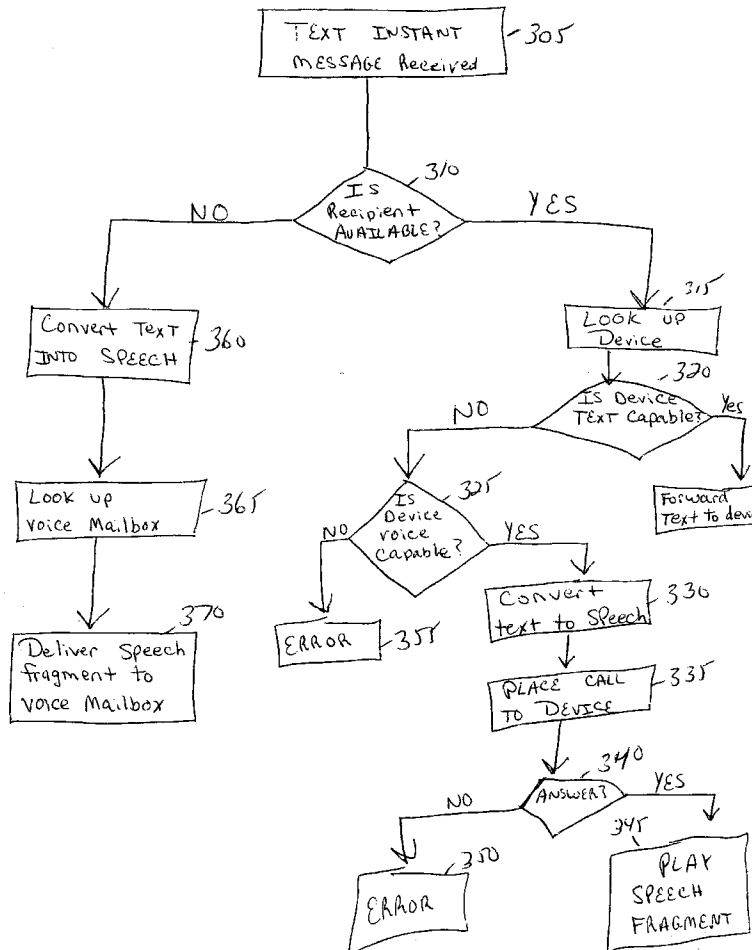 TEXT INSTANT
MESSAGE Received
305
310
IS
Recipient
AVAILABLE?
NO
YES
Convert Text
INTO SPEECH
360
315
LOOK UP
Device
320
IS Device
TEXT Capable?
NO
Yes
Look up
voice Mailbox
365
325
Is
Device
voice
Capable?
NO
YES
Forward
Text to devic
370
Deliver Speech
fragment to
voice Mailbox
ERROR
355
Convert
text to Speech
330
PLACE CALL
TO DEVICE
335
340
ANSWER?
NO
YES
350
ERROR
345
PLAY
SPEECH
FRAGMENT